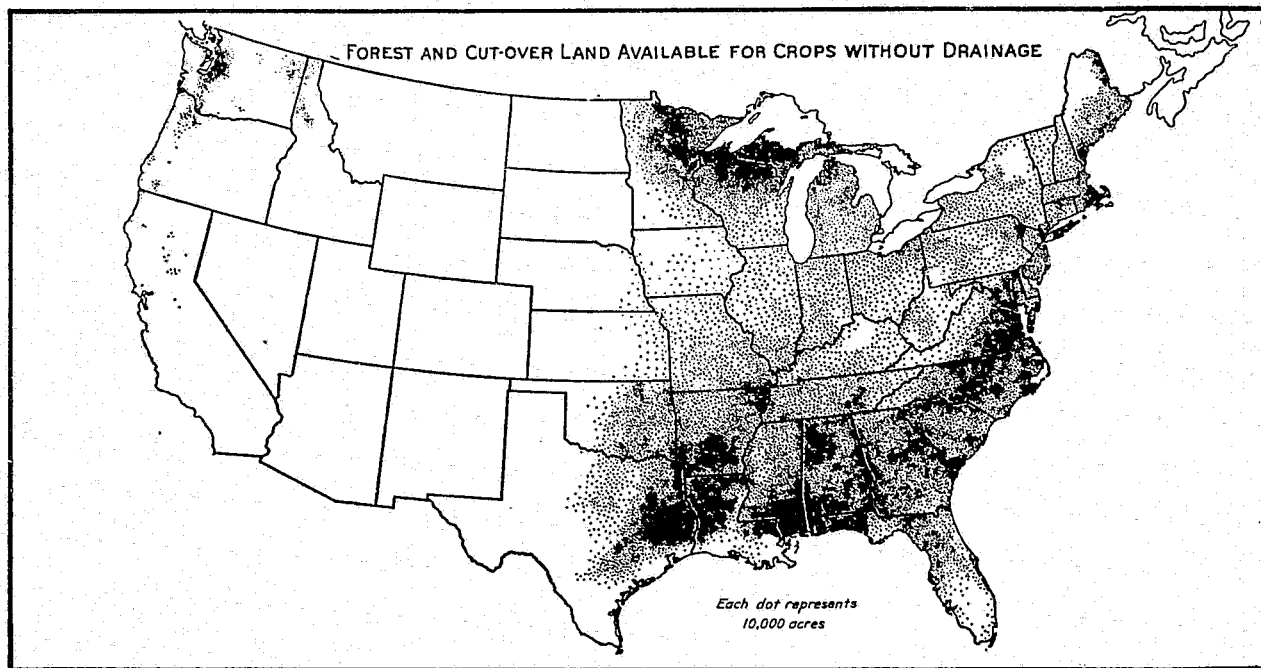 FOREST AND CUT-OVER LAND AVAILABLE FOR CROPS WITHOUT DRAINAGE
Each dot represents
10,000 acres